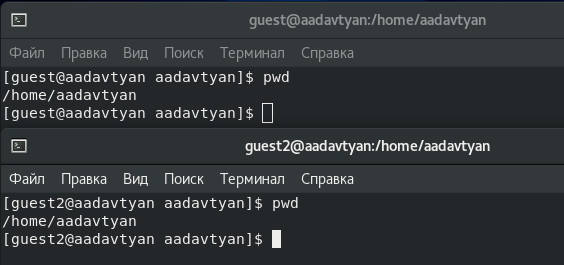 guest@aadavtyan:/home/aadavtyan
Файл Правка Вид Поиск Терминал Справка
[guest@aadavtyan aadavtyan]$ pwd
/home/aadavtyan
[guest@aadavtyan aadavtyan]$
guest2@aadavtyan:/home/aadavtyan
Файл Правка Вид Поиск Терминал Справка
[guest2@aadavtyan aadavtyan]$ pwd
/home/aadavtyan
[guest2@aadavtyan aadavtyan]$